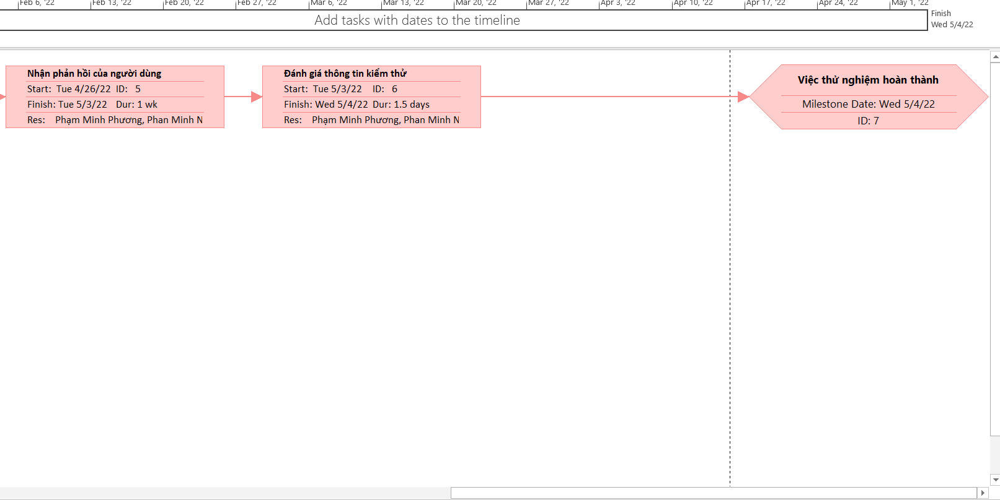 Feb 6, '22 Feb 13, '22 Feb 20, '22 Feb 27, '22 Mar 6, '22 Mar 13, '22 Mar 20, '22 Mar 27, '22 Apr 3, '22 Apr 10, '22 Apr 17, '22 Apr 24, '22 May 1, '22
Add tasks with dates to the timeline
Finish
Wed 5/4/22
Nhận phản hồi của người dùng
Start: Tue 4/26/22 ID: 5
Finish: Tue 5/3/22 Dur: 1 wk
Res: Phạm Minh Phương, Phan Minh N
Đánh giá thông tin kiểm thử
Start: Tue 5/3/22 ID: 6
Finish: Wed 5/4/22 Dur: 1.5 days
Res: Phạm Minh Phương, Phan Minh N
Việc thử nghiệm hoàn thành
Milestone Date: Wed 5/4/22
ID: 7